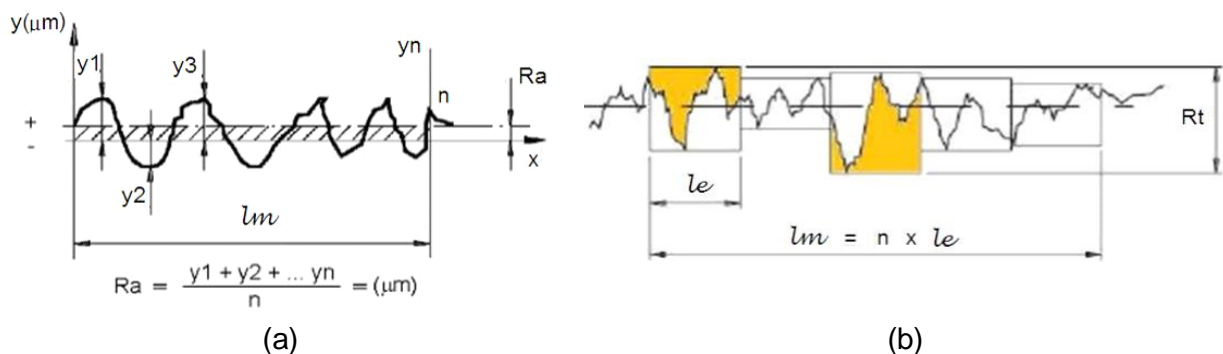 y(μm)
y1
y3
yn
Ra
n
+
-
x
y2
lm
Ra = y1 + y2 + ... yn = (μm)
n
(a)
Rt
le
lm = n x le
(b)